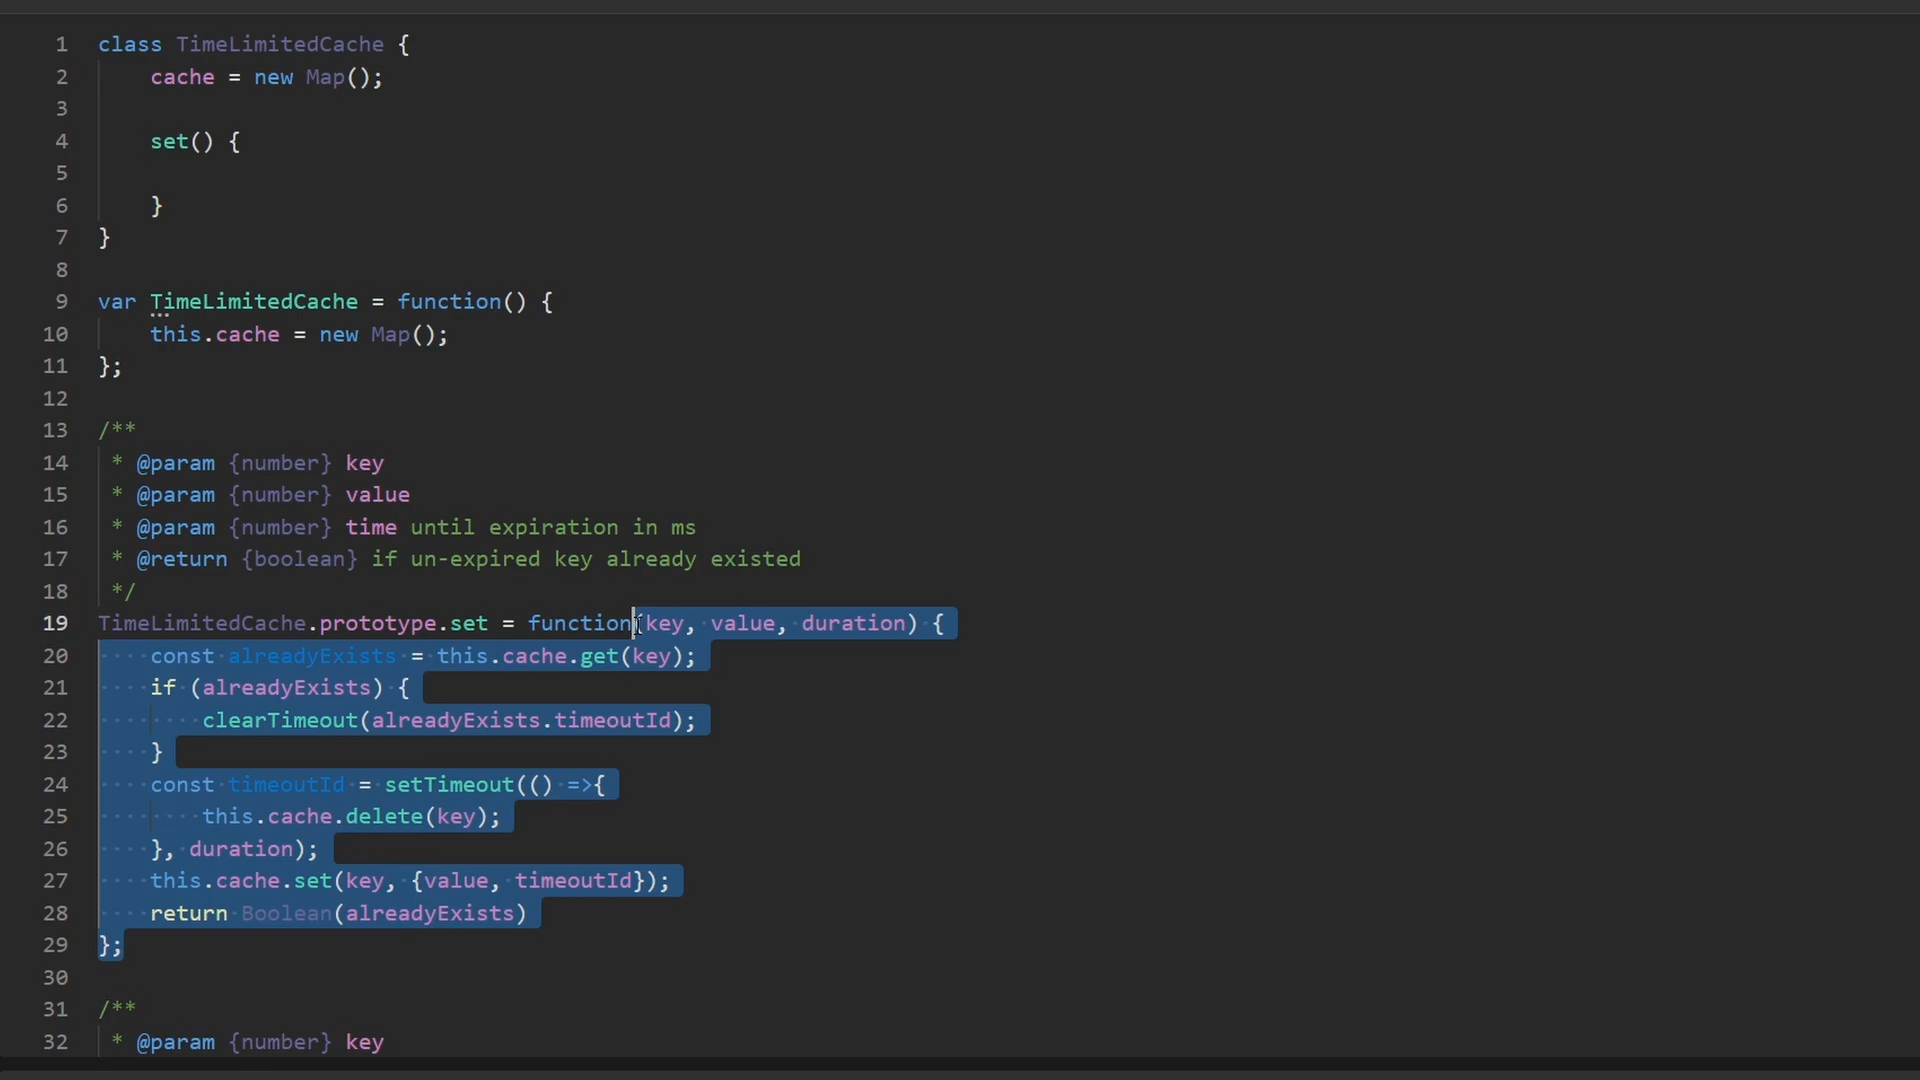 1 class TimeLimitedCache {
2     cache = new Map();
3
4     set() {
5
6     }
7 }
8
9 var TimeLimitedCache = function() {
10     this.cache = new Map();
11 };
12
13 /**
14  * @param {number} key
15  * @param {number} value
16  * @param {number} time until expiration in ms
17  * @return {boolean} if un-expired key already existed
18  */
19 TimeLimitedCache.prototype.set = function(key, value, duration) {
20     const alreadyExists = this.cache.get(key);
21     if (alreadyExists) {
22         clearTimeout(alreadyExists.timeoutId);
23     }
24     const timeoutId = setTimeout(() =>{
25         this.cache.delete(key);
26     }, duration);
27     this.cache.set(key, {value, timeoutId});
28     return Boolean(alreadyExists)
29 };
30
31 /**
32  * @param {number} key